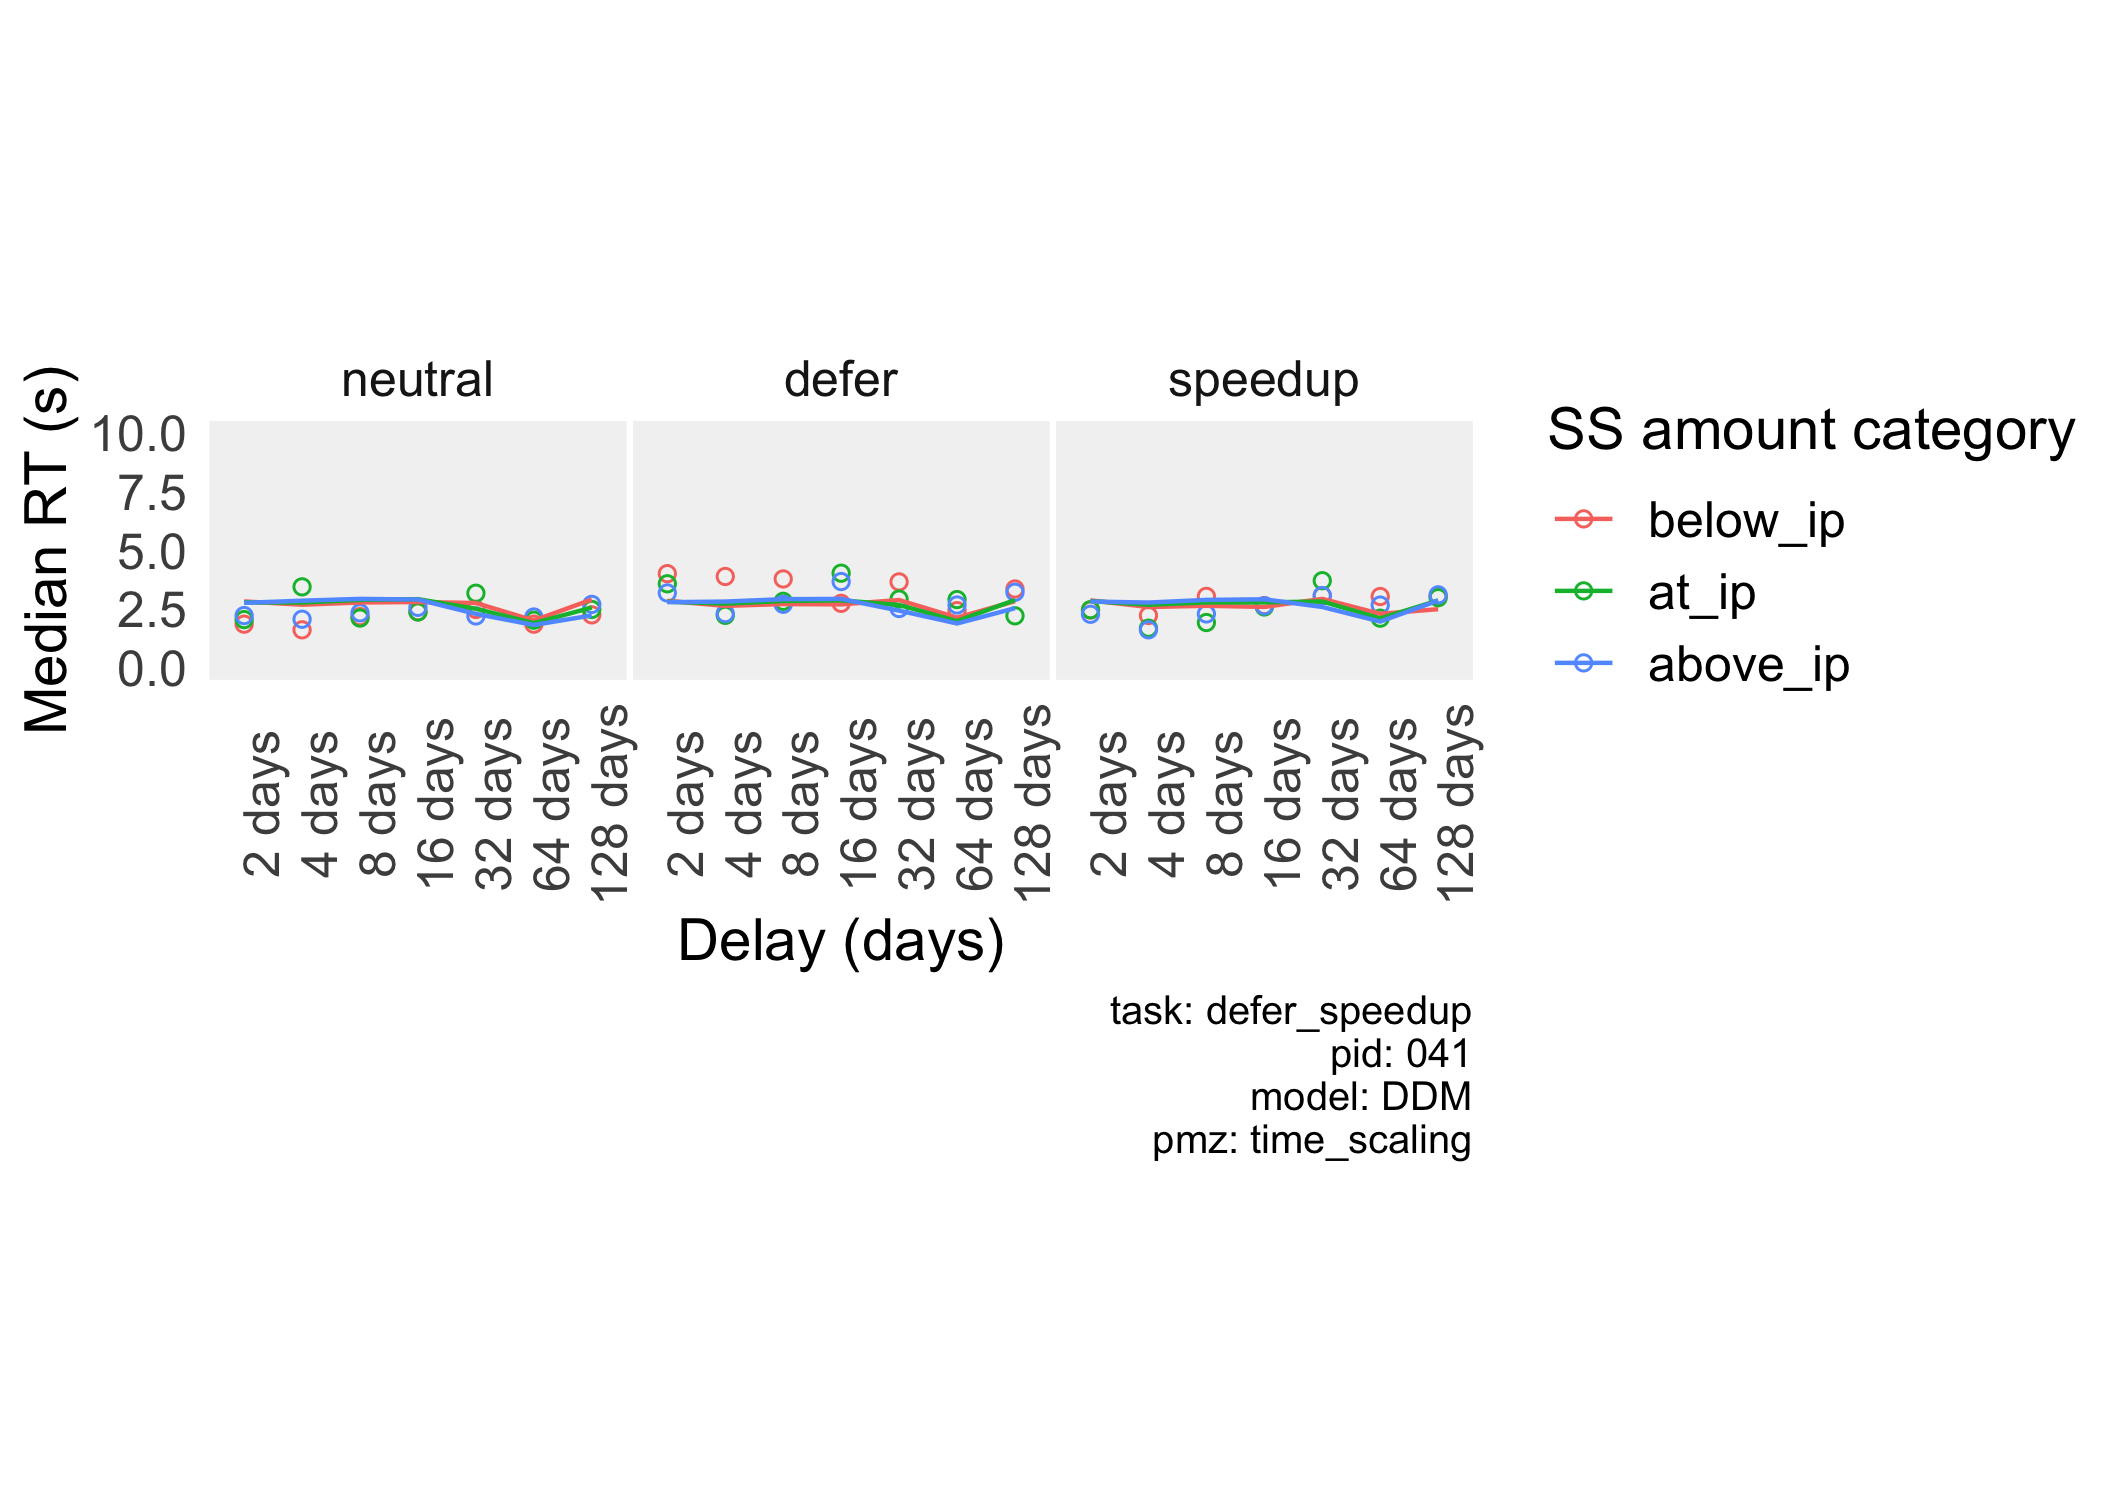 neutral
defer
speedup
Median RT (s)
10.0
7.5
5.0
2.5
0.0
2 days
4 days
8 days
16 days
32 days
64 days
128 days
2 days
4 days
8 days
16 days
32 days
64 days
128 days
2 days
4 days
8 days
16 days
32 days
64 days
128 days
Delay (days)
SS amount category
below_ip
at_ip
above_ip
task: defer_speedup
pid: 041
model: DDM
pmz: time_scaling